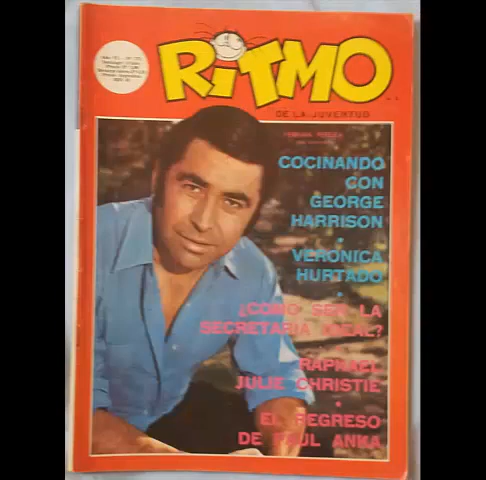 RiTMO
DE LA JUVENTUD
COCINANDO
CON
GEORGE
HARRISON
VERONICA
HURTADO
¿COMO SER LA
SECRETARIA IDEAL?
RAPHAEL
JULIE CHRISTIE
EL REGRESO
DE PAUL ANKA